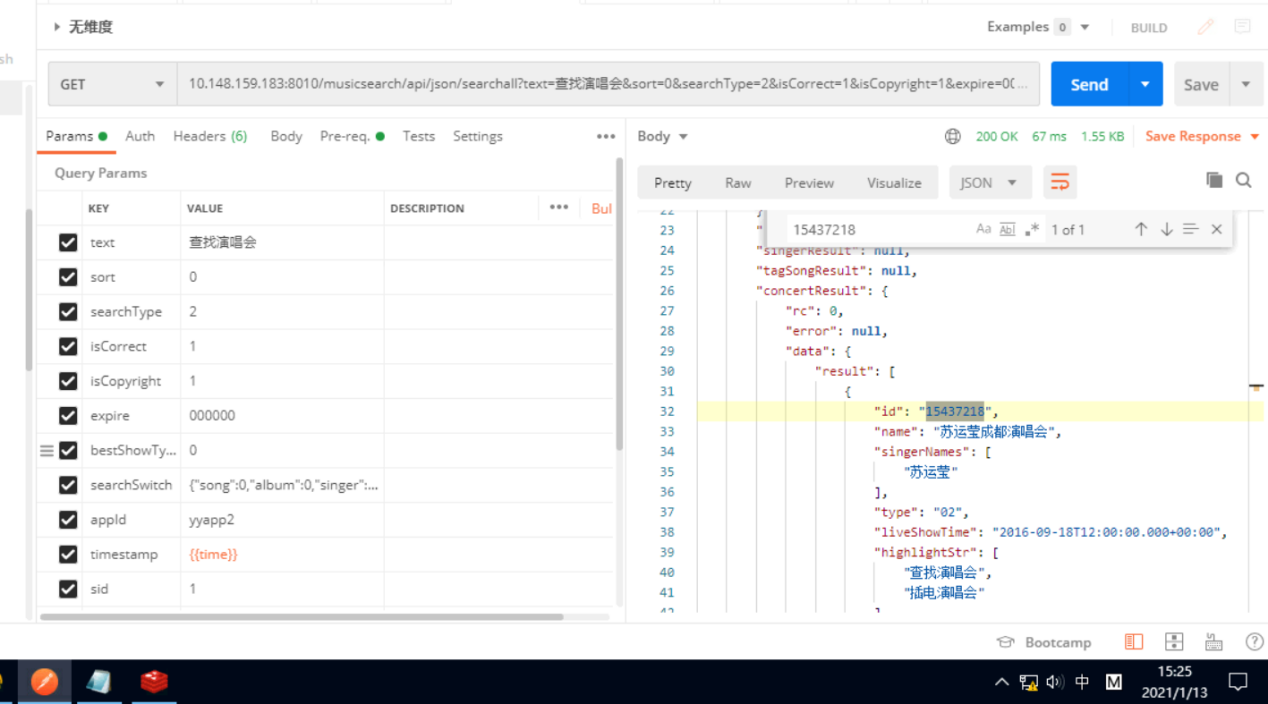 无维度
Examples 0
BUILD
sh
GET
10.148.159.183:8010/musicsearch/api/json/searchall?text=查找演唱会&sort=0&searchType=2&isCorrect=1&isCopyright=1&expire=00...
Send
Save
Params
Auth
Headers (6)
Body
Pre-req.
Tests
Settings
Body
200 OK 67 ms 1.55 KB
Save Response
Query Params
Pretty
Raw
Preview
Visualize
JSON
KEY VALUE DESCRIPTION ••• Bul
text 查找演唱会
sort 0
searchType 2
isCorrect 1
isCopyright 1
expire 000000
bestShowTy... 0
searchSwitch {"song":0,"album":0,"singer":...
appId yyapp2
timestamp {{time}}
sid 1
15437218 Aa Abl .* 1 of 1
22
23 "
24 "singerResult": null,
25 "tagSongResult": null,
26 "concertResult": {
27 "rc": 0,
28 "error": null,
29 "data": {
30 "result": [
31 {
32 "id": "15437218",
33 "name": "苏运莹成都演唱会",
34 "singerNames": [
35 "苏运莹"
36 ],
37 "type": "02",
38 "liveShowTime": "2016-09-18T12:00:00.000+00:00",
39 "highlightStr": [
40 "查找演唱会",
41 "插电演唱会"
42 ]
Bootcamp
中 M
15:25
2021/1/13